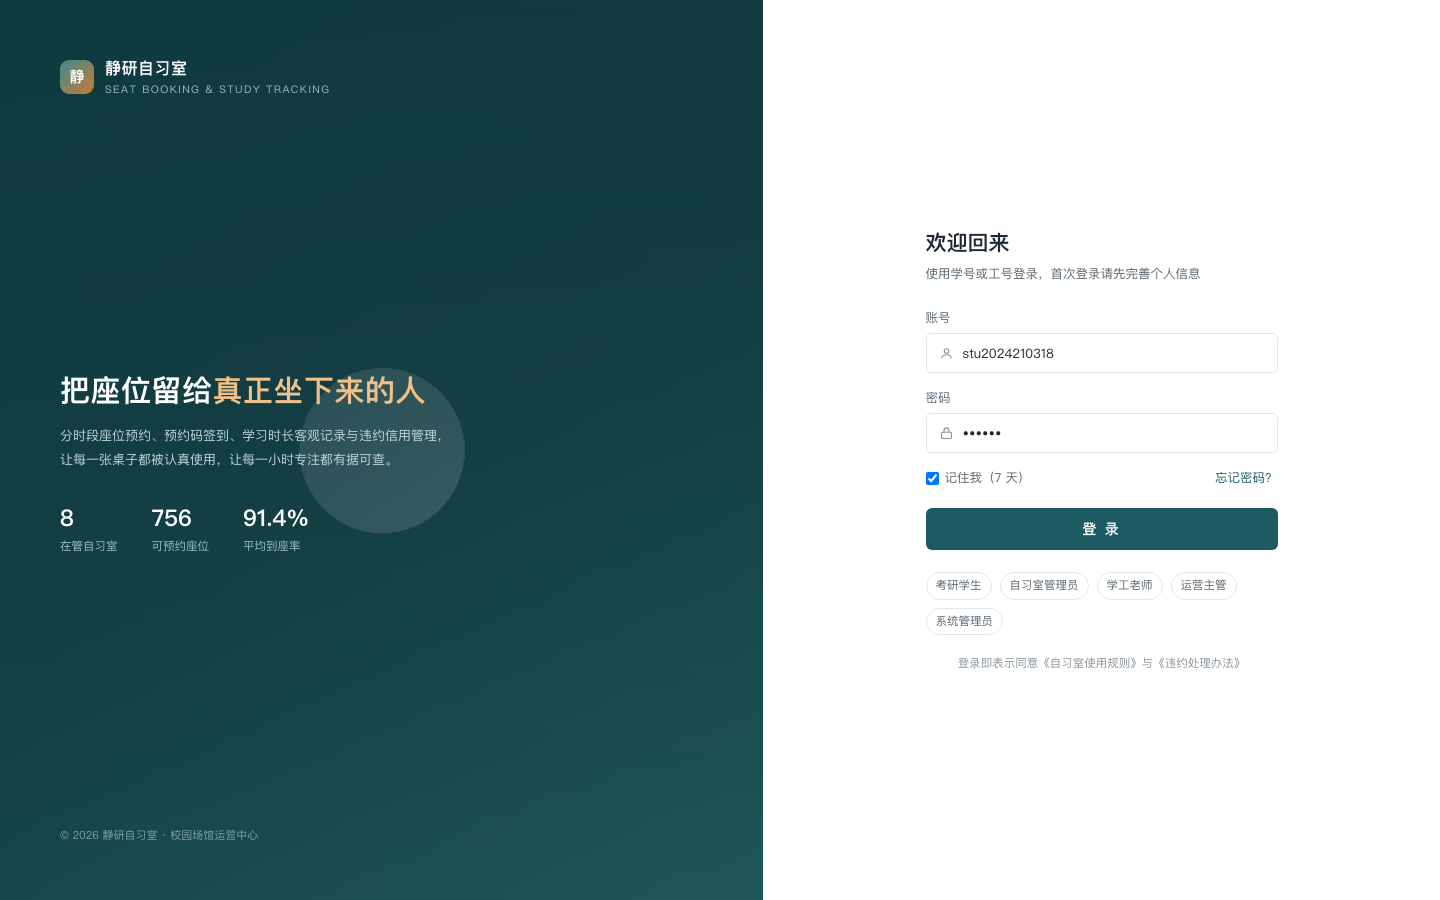 静
静研自习室
SEAT BOOKING & STUDY TRACKING
把座位留给真正坐下来的人
分时段座位预约、预约码签到、学习时长客观记录与违约信用管理，
让每一张桌子都被认真使用，让每一小时专注都有据可查。
8
在管自习室
756
可预约座位
91.4%
平均到座率
© 2026 静研自习室 · 校园场馆运营中心
欢迎回来
使用学号或工号登录，首次登录请先完善个人信息
账号
stu2024210318
密码
••••••
记住我（7 天）
忘记密码?
登 录
考研学生
自习室管理员
学工老师
运营主管
系统管理员
登录即表示同意《自习室使用规则》与《违约处理办法》